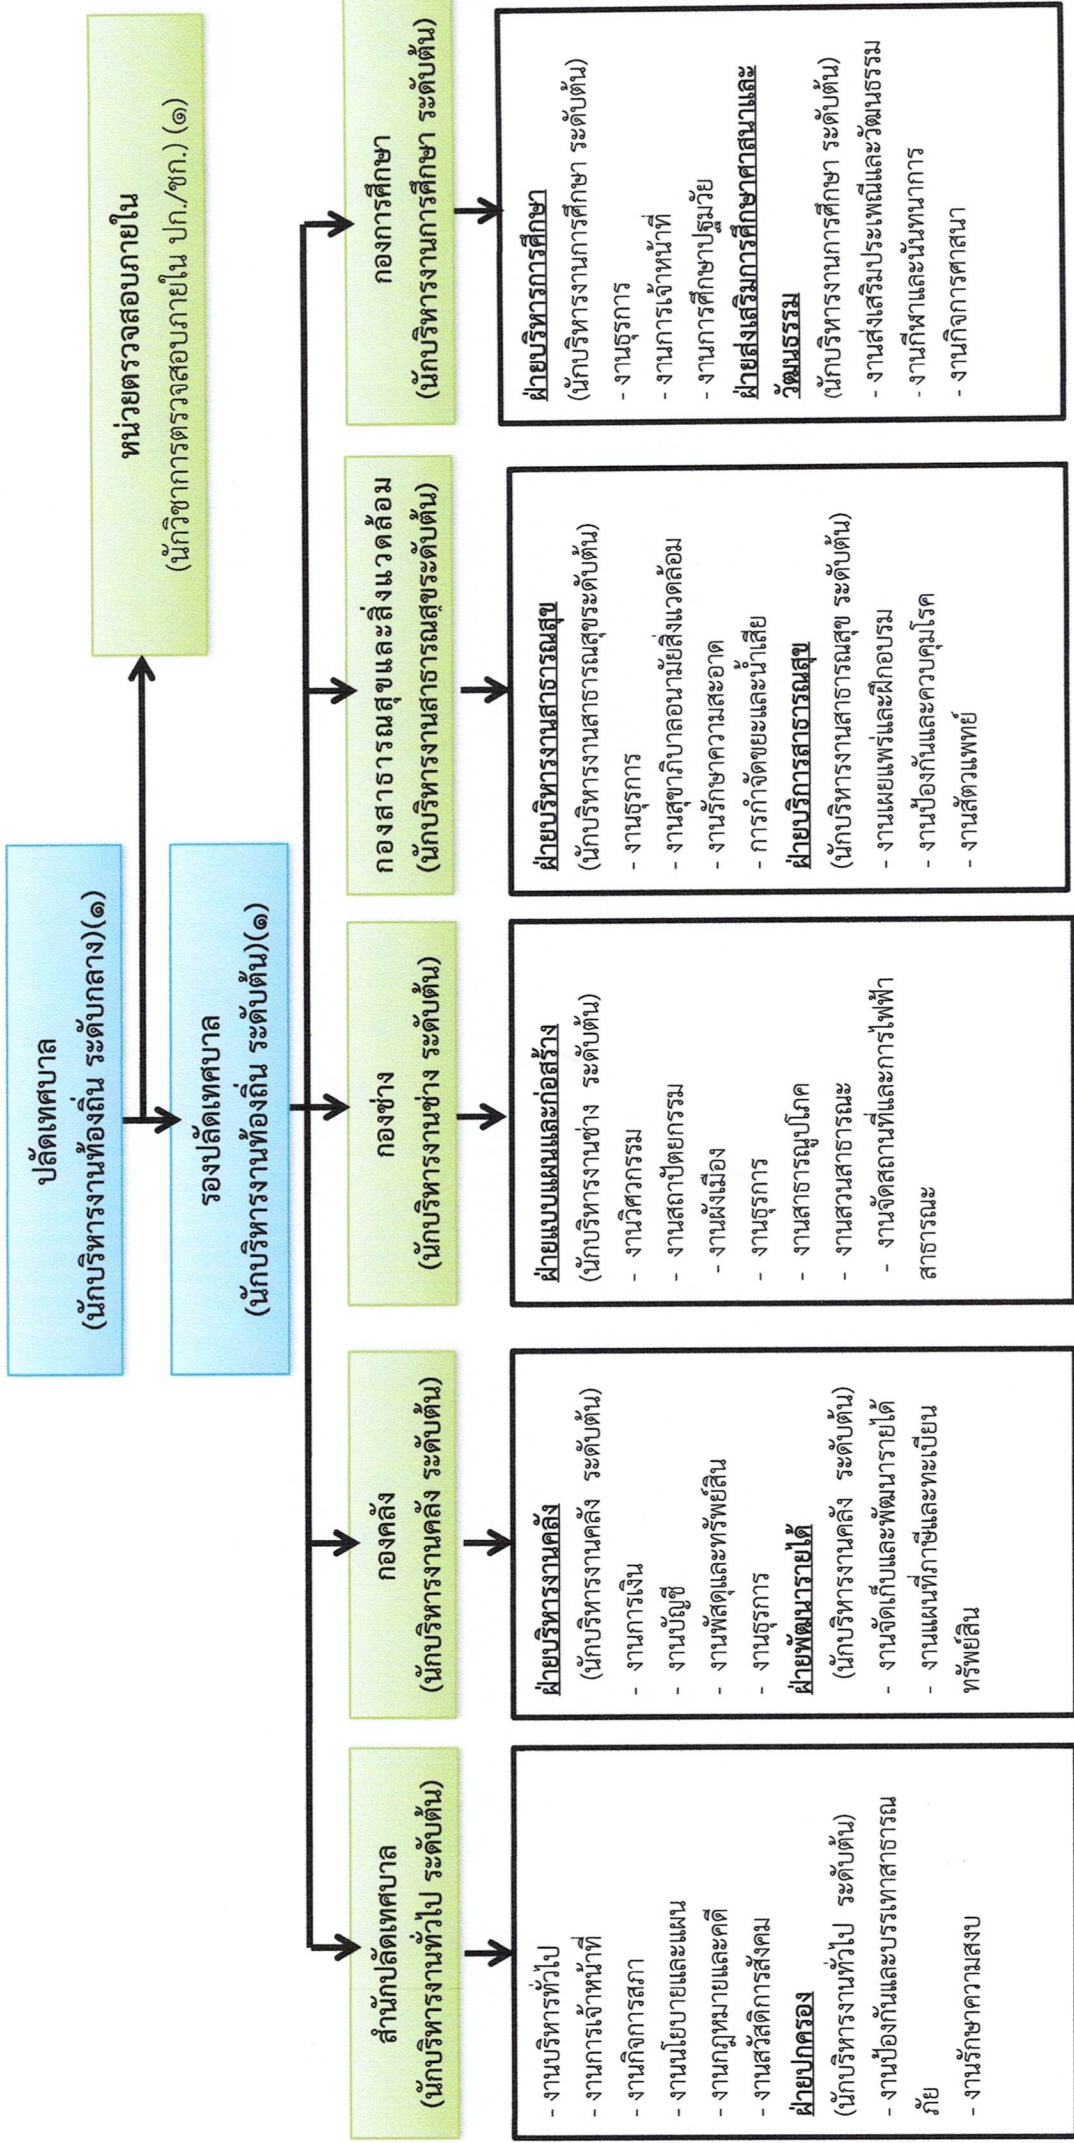 ปลัดเทศบาล
(นักบริหารงานท้องถิ่น ระดับกลาง)(๑)
หน่วยตรวจสอบภายใน
(นักวิชาการตรวจสอบภายใน ปก./ชก.) (๑)
รองปลัดเทศบาล
(นักบริหารงานท้องถิ่น ระดับต้น)(๑)
สำนักปลัดเทศบาล
(นักบริหารงานทั่วไป ระดับต้น)
- งานบริหารทั่วไป
- งานการเจ้าหน้าที่
- งานกิจการสภา
- งานนโยบายและแผน
- งานกฎหมายและคดี
- งานสวัสดิการสังคม
ฝ่ายปกครอง
(นักบริหารงานทั่วไป ระดับต้น)
- งานป้องกันและบรรเทาสาธารณ
ภัย
- งานรักษาความสงบ
กองคลัง
(นักบริหารงานคลัง ระดับต้น)
ฝ่ายบริหารงานคลัง
(นักบริหารงานคลัง ระดับต้น)
- งานการเงิน
- งานบัญชี
- งานพัสดุและทรัพย์สิน
- งานธุรการ
ฝ่ายพัฒนารายได้
(นักบริหารงานคลัง ระดับต้น)
- งานจัดเก็บและพัฒนารายได้
- งานแผนที่ภาษีและทะเบียน
ทรัพย์สิน
กองช่าง
(นักบริหารงานช่าง ระดับต้น)
ฝ่ายแบบแผนและก่อสร้าง
(นักบริหารงานช่าง ระดับต้น)
- งานวิศวกรรม
- งานสถาปัตยกรรม
- งานผังเมือง
- งานธุรการ
- งานสาธารณูปโภค
- งานสวนสาธารณะ
- งานจัดสถานที่และการไฟฟ้า
สาธารณะ
กองสาธารณสุขและสิ่งแวดล้อม
(นักบริหารงานสาธารณสุขระดับต้น)
ฝ่ายบริหารงานสาธารณสุข
(นักบริหารงานสาธารณสุขระดับต้น)
- งานธุรการ
- งานสุขาภิบาลอนามัยสิ่งแวดล้อม
- งานรักษาความสะอาด
- การกำจัดขยะและน้ำเสีย
ฝ่ายบริการสาธารณสุข
(นักบริหารงานสาธารณสุข ระดับต้น)
- งานเผยแพร่และฝึกอบรม
- งานป้องกันและควบคุมโรค
- งานสัตวแพทย์
กองการศึกษา
(นักบริหารงานการศึกษา ระดับต้น)
ฝ่ายบริหารการศึกษา
(นักบริหารงานการศึกษา ระดับต้น)
- งานธุรการ
- งานการเจ้าหน้าที่
- งานการศึกษาปฐมวัย
ฝ่ายส่งเสริมการศึกษาศาสนาและ
วัฒนธรรม
(นักบริหารงานการศึกษา ระดับต้น)
- งานส่งเสริมประเพณีและวัฒนธรรม
- งานกีฬาและนันทนาการ
- งานกิจการศาสนา